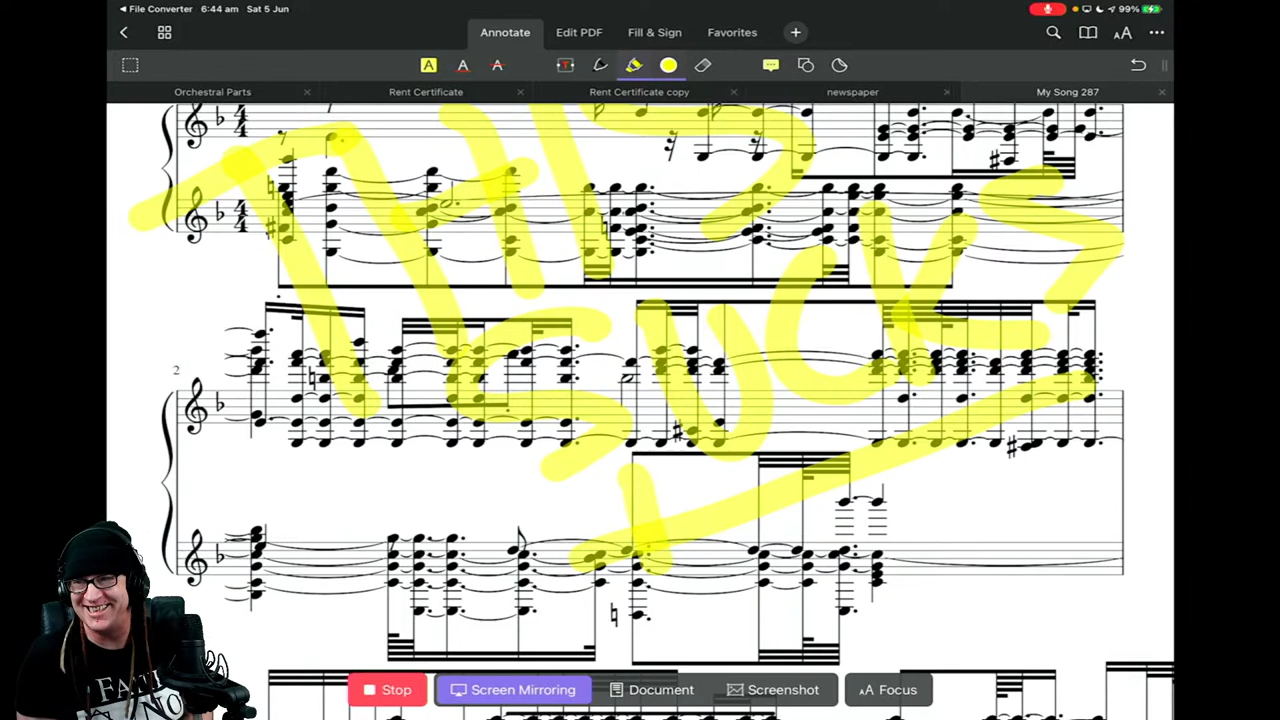 File Converter 6:44 am Sat 5 Jun 99%
Annotate Edit PDF Fill & Sign Favorites
Orchestral Parts Rent Certificate Rent Certificate copy newspaper My Song 287
THIS
SUCKS
2
Stop Screen Mirroring Document Screenshot AA Focus